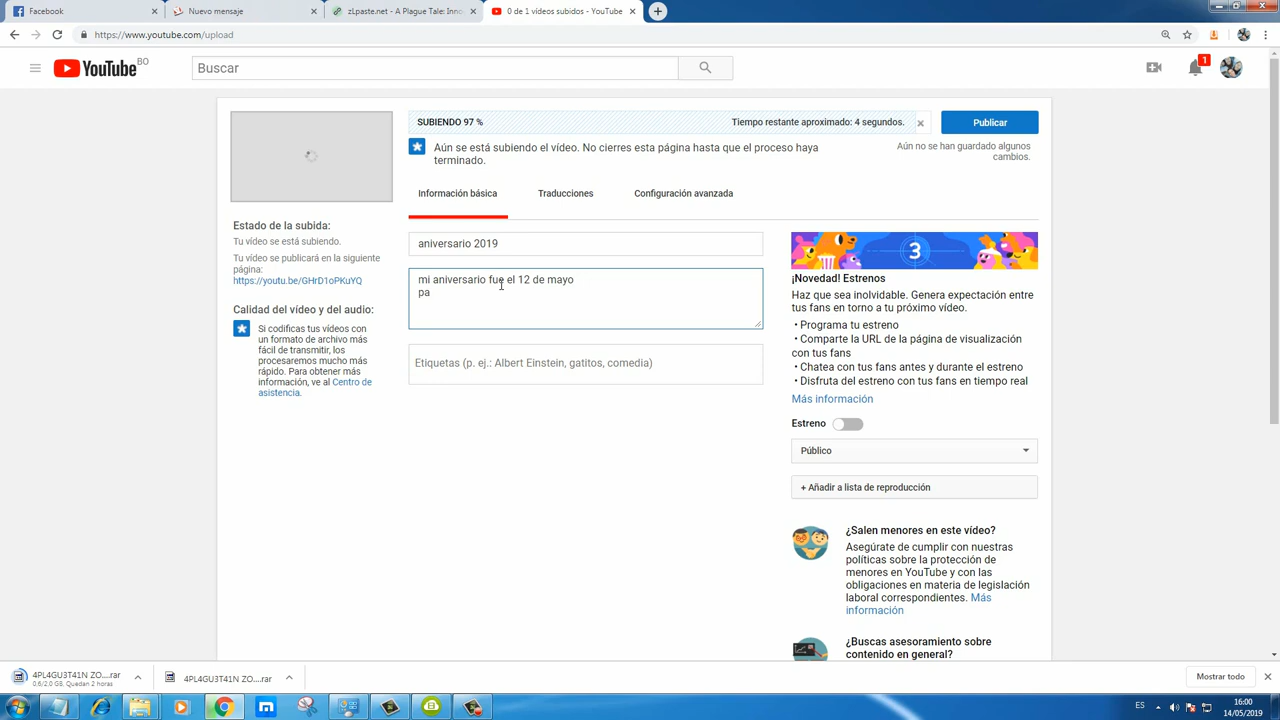 Facebook
Nuevo mensaje
zLpaste.net - A Plague Tale: Inno
0 de 1 vídeos subidos - YouTube
https://www.youtube.com/upload
YouTube BO
Buscar
1
SUBIENDO 97 %
Tiempo restante aproximado: 4 segundos.
Publicar
Aún se está subiendo el vídeo. No cierres esta página hasta que el proceso haya
terminado.
Aún no se han guardado algunos
cambios.
Información básica
Traducciones
Configuración avanzada
Estado de la subida:
Tu vídeo se está subiendo.
Tu vídeo se publicará en la siguiente
página:
https://youtu.be/GHrD1oPKuYQ
Calidad del vídeo y del audio:
Si codificas tus vídeos con
un formato de archivo más
fácil de transmitir, los
procesaremos mucho más
rápido. Para obtener más
información, ve al Centro de
asistencia.
aniversario 2019
mi aniversario fue el 12 de mayo
pa
Etiquetas (p. ej.: Albert Einstein, gatitos, comedia)
3
¡Novedad! Estrenos
Haz que sea inolvidable. Genera expectación entre
tus fans en torno a tu próximo vídeo.
• Programa tu estreno
• Comparte la URL de la página de visualización
con tus fans
• Chatea con tus fans antes y durante el estreno
• Disfruta del estreno con tus fans en tiempo real
Más información
Estreno
Público
+ Añadir a lista de reproducción
¿Salen menores en este vídeo?
Asegúrate de cumplir con nuestras
políticas sobre la protección de
menores en YouTube y con las
obligaciones en materia de legislación
laboral correspondientes. Más
información
¿Buscas asesoramiento sobre
contenido en general?
4PL4GU3T41N ZO....rar
0,6/2,0 GB, Quedan 2 horas
4PL4GU3T41N ZO....rar
Mostrar todo
ES
16:00
14/05/2019